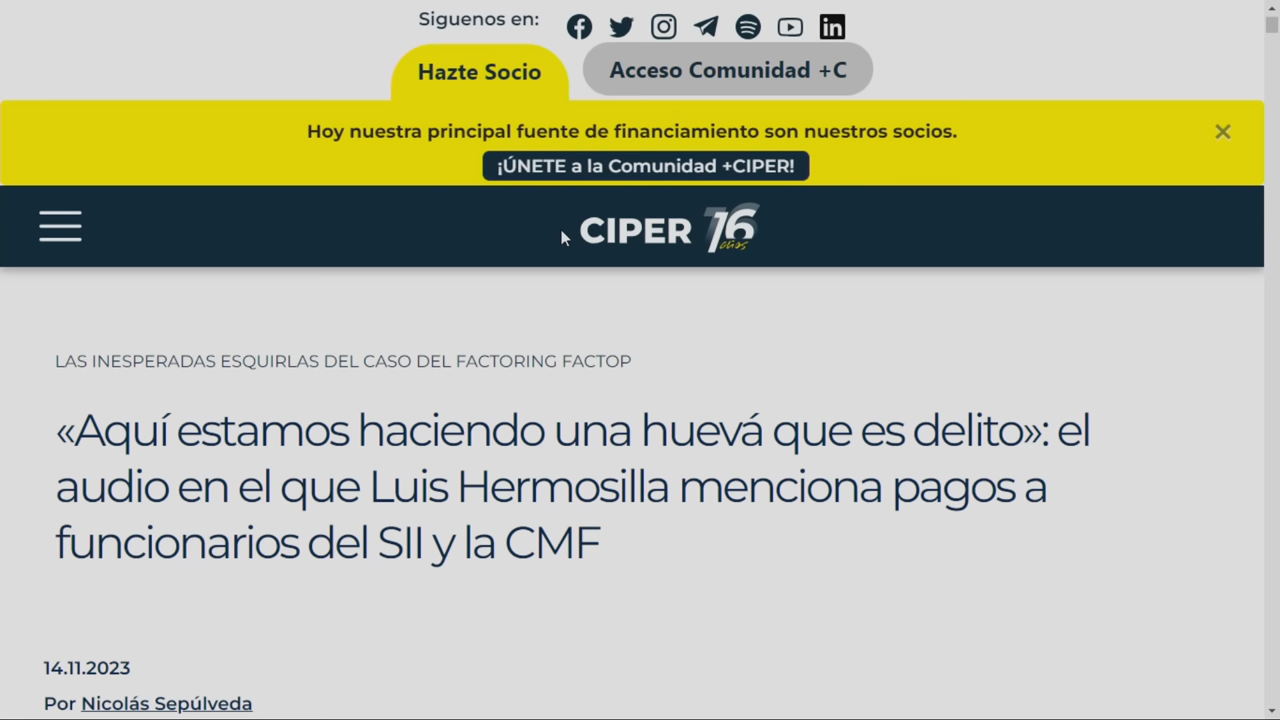 Siguenos en:
Hazte Socio
Acceso Comunidad +C
Hoy nuestra principal fuente de financiamiento son nuestros socios.
¡ÚNETE a la Comunidad +CIPER!
CIPER 16
años
LAS INESPERADAS ESQUIRLAS DEL CASO DEL FACTORING FACTOP
«Aquí estamos haciendo una huevá que es delito»: el
audio en el que Luis Hermosilla menciona pagos a
funcionarios del SII y la CMF
14.11.2023
Por Nicolás Sepúlveda